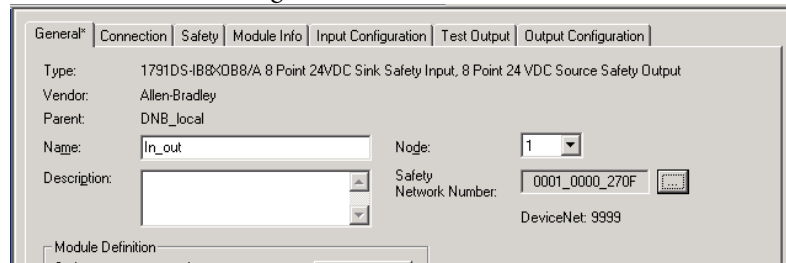 General* Connection Safety Module Info Input Configuration Test Output Output Configuration
Type: 1791DS-IB8XOB8/A 8 Point 24VDC Sink Safety Input, 8 Point 24 VDC Source Safety Output
Vendor: Allen-Bradley
Parent: DNB_local
Name: In_out Node: 1
Description: Safety Network Number: 0001_0000_270F ...
DeviceNet: 9999
Module Definition